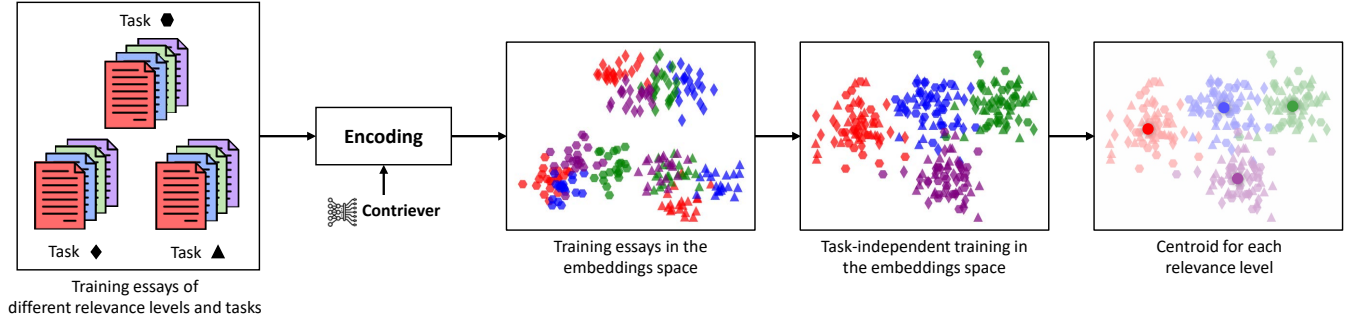 Task
Task
Task
Training essays of
different relevance levels and tasks
Encoding
Contriever
Training essays in the
embeddings space
Task-independent training in
the embeddings space
Centroid for each
relevance level